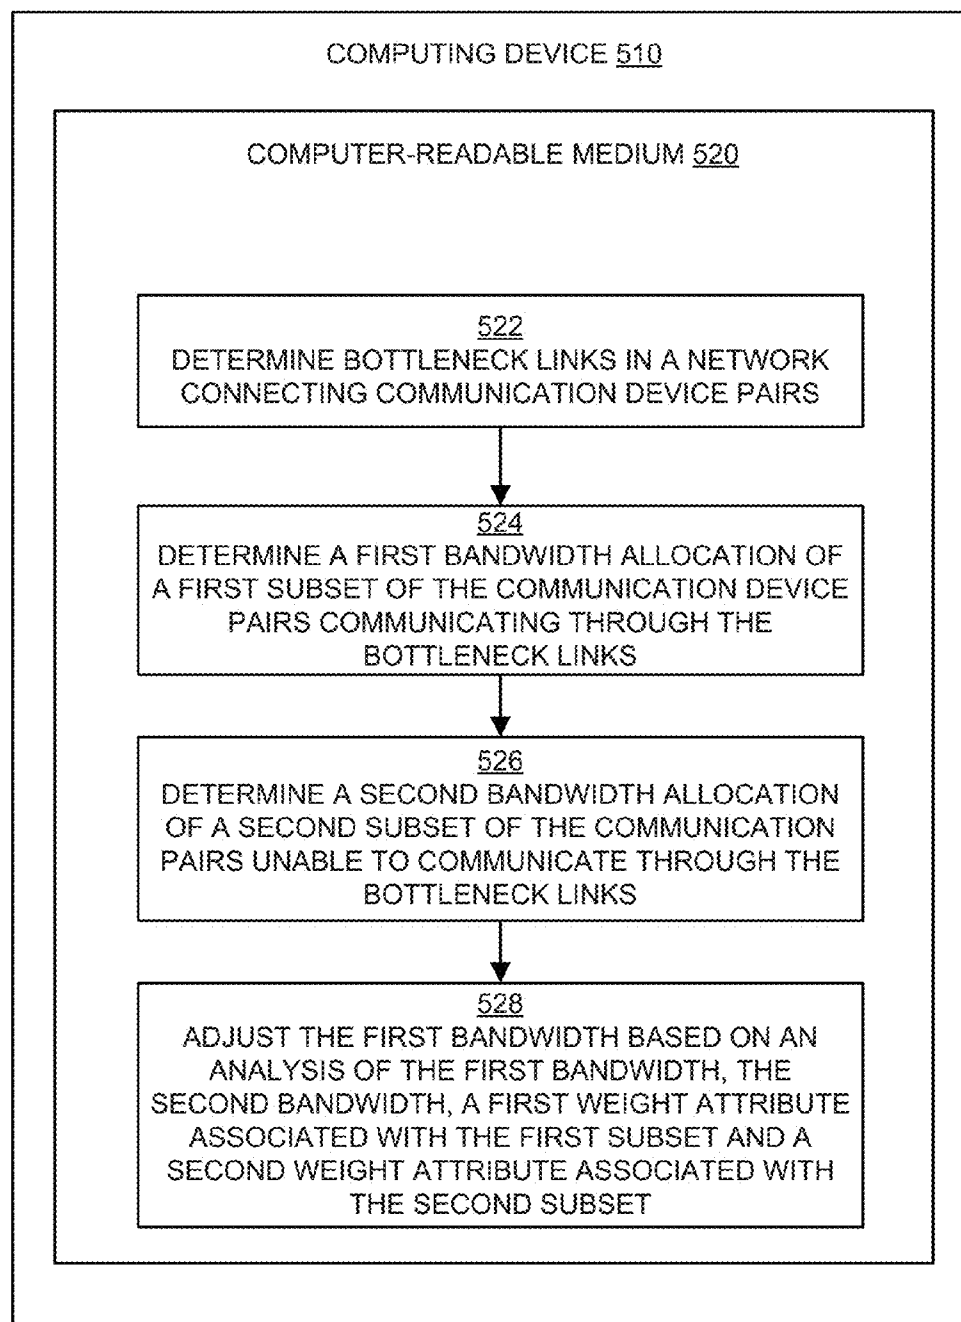 COMPUTING DEVICE 510
COMPUTER-READABLE MEDIUM 520
522
DETERMINE BOTTLENECK LINKS IN A NETWORK
CONNECTING COMMUNICATION DEVICE PAIRS
524
DETERMINE A FIRST BANDWIDTH ALLOCATION OF
A FIRST SUBSET OF THE COMMUNICATION DEVICE
PAIRS COMMUNICATING THROUGH THE
BOTTLENECK LINKS
526
DETERMINE A SECOND BANDWIDTH ALLOCATION
OF A SECOND SUBSET OF THE COMMUNICATION
PAIRS UNABLE TO COMMUNICATE THROUGH THE
BOTTLENECK LINKS
528
ADJUST THE FIRST BANDWIDTH BASED ON AN
ANALYSIS OF THE FIRST BANDWIDTH, THE
SECOND BANDWIDTH, A FIRST WEIGHT ATTRIBUTE
ASSOCIATED WITH THE FIRST SUBSET AND A
SECOND WEIGHT ATTRIBUTE ASSOCIATED WITH
THE SECOND SUBSET